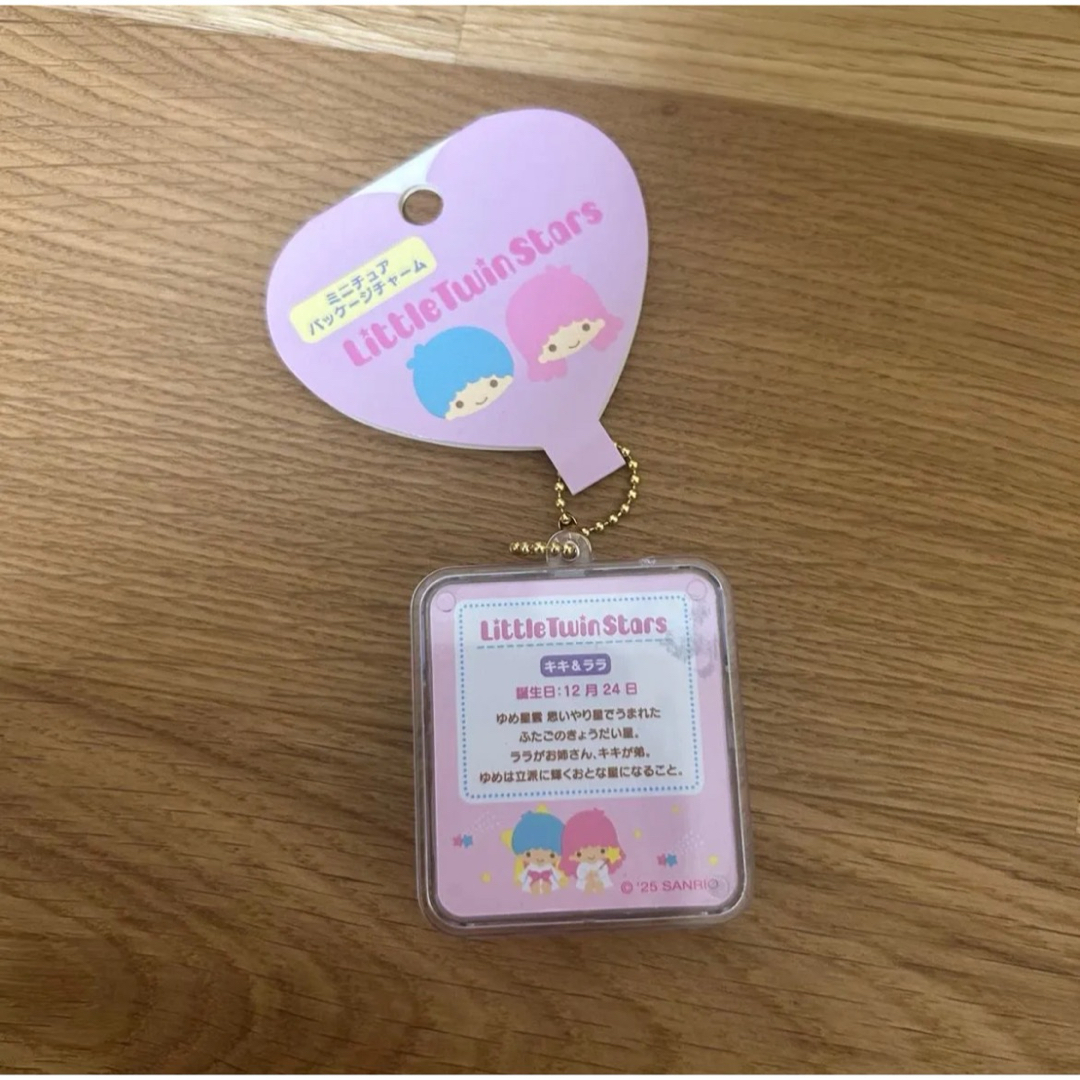 ミニチュア
パッケージチャーム
LittleTwinStars
LittleTwinStars
キキ&ララ
誕生日:12月24日
ゆめ星雲 思いやり星でうまれた
ふたごのきょうだい星。
ララがお姉さん、キキが弟。
ゆめは立派に輝くおとな星になること。
© '25 SANRIO